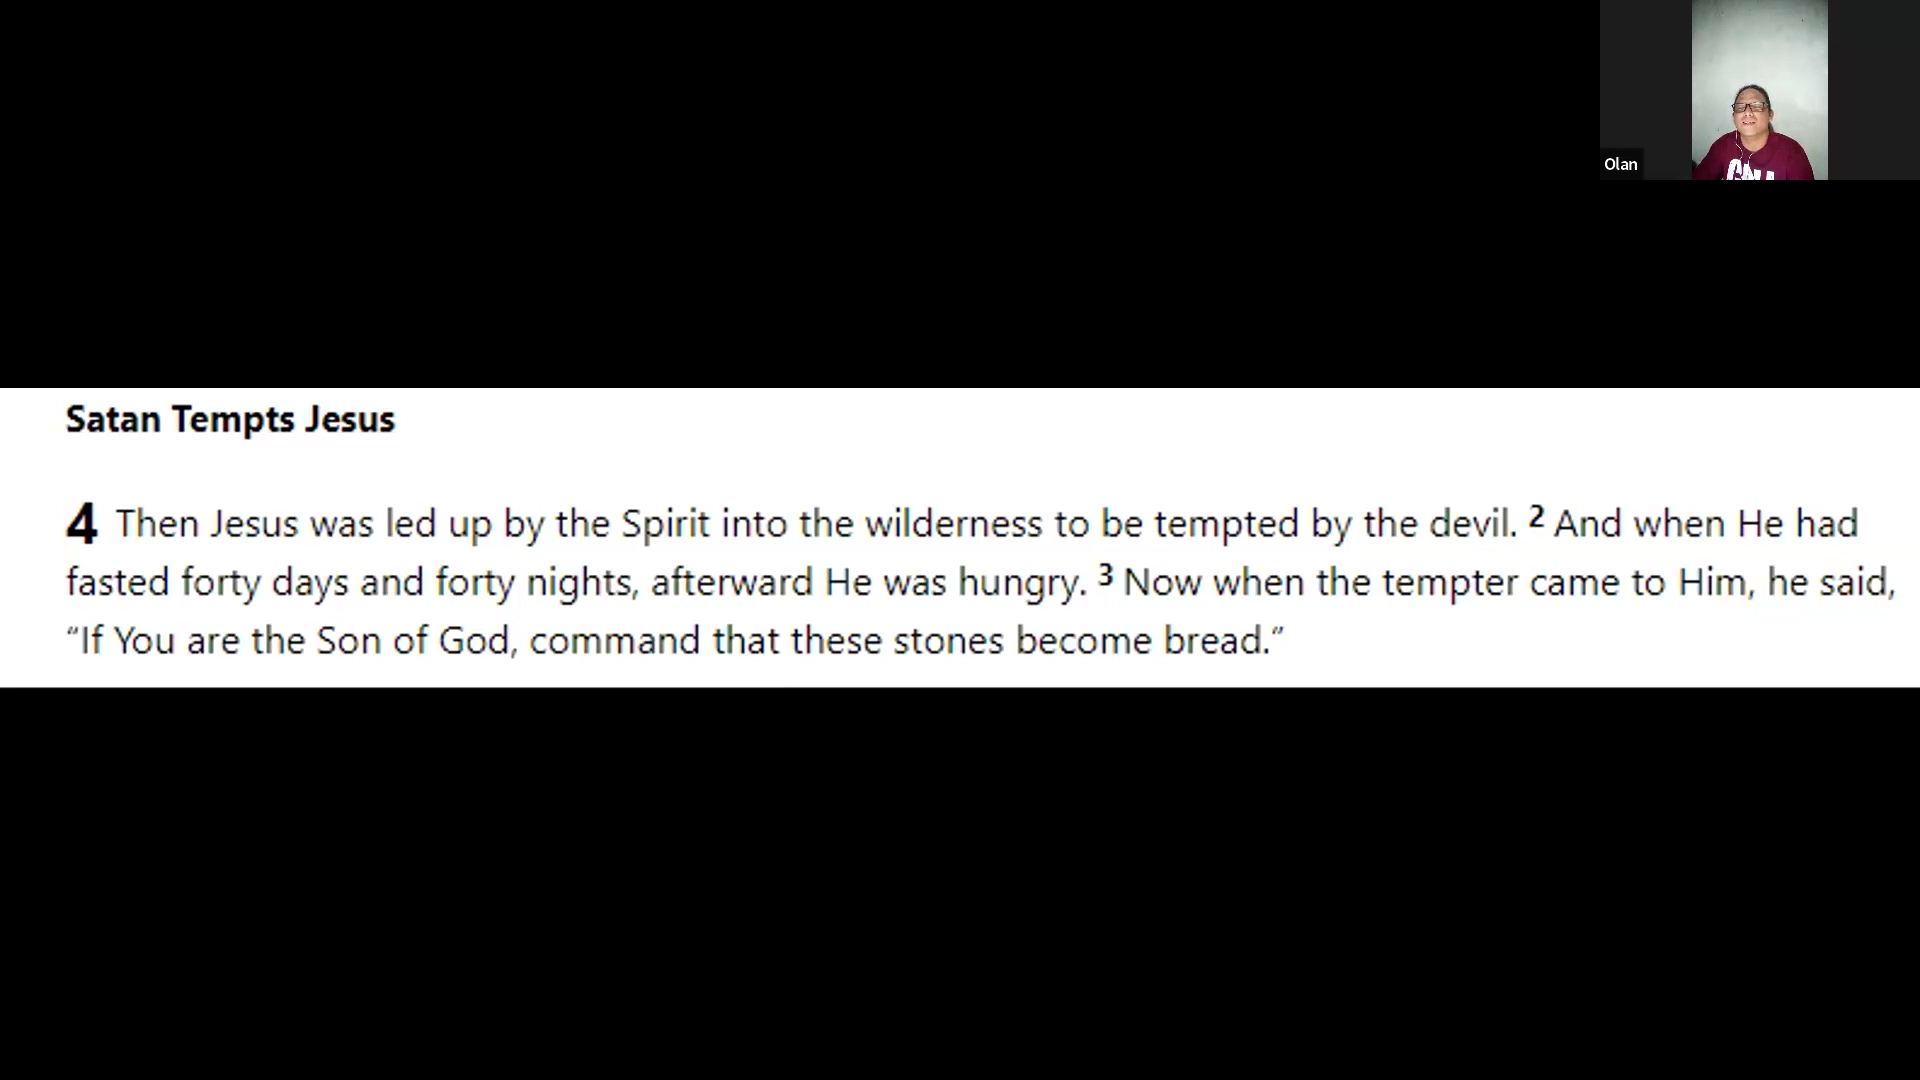 Olan
Satan Tempts Jesus
4 Then Jesus was led up by the Spirit into the wilderness to be tempted by the devil. 2 And when He had
fasted forty days and forty nights, afterward He was hungry. 3 Now when the tempter came to Him, he said,
“If You are the Son of God, command that these stones become bread.”